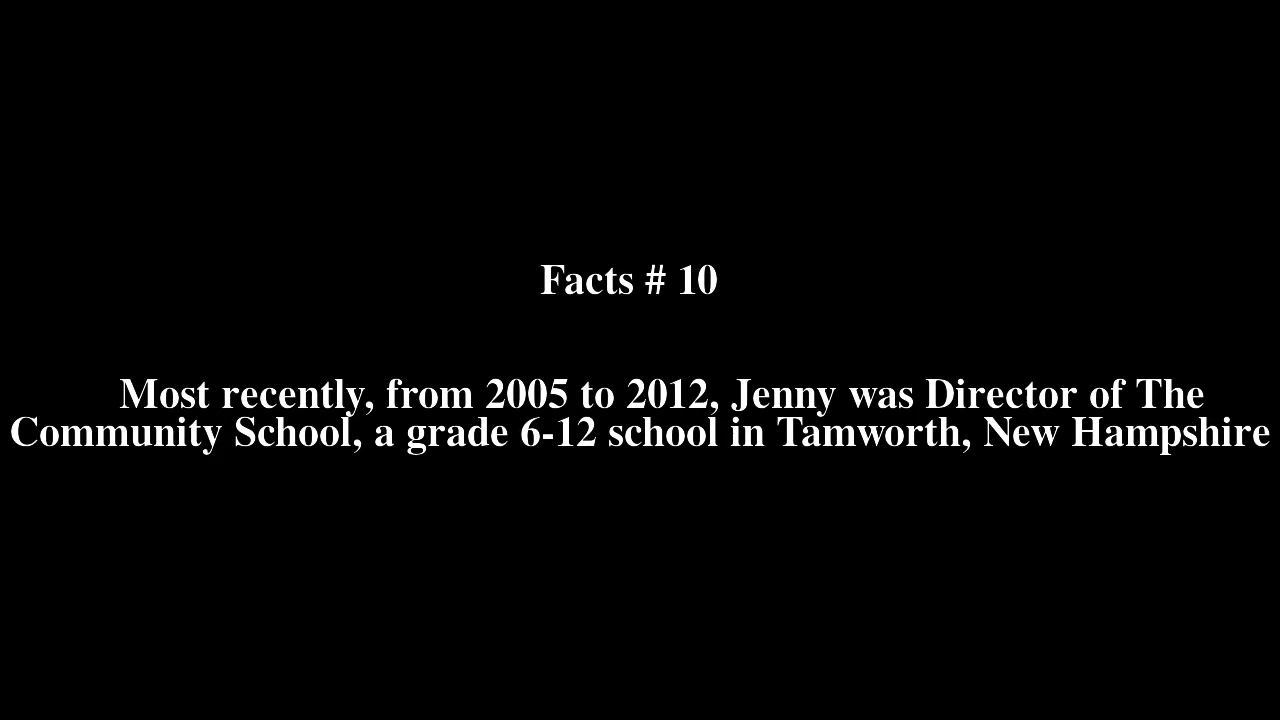 Facts # 10
Most recently, from 2005 to 2012, Jenny was Director of The
Community School, a grade 6-12 school in Tamworth, New Hampshire